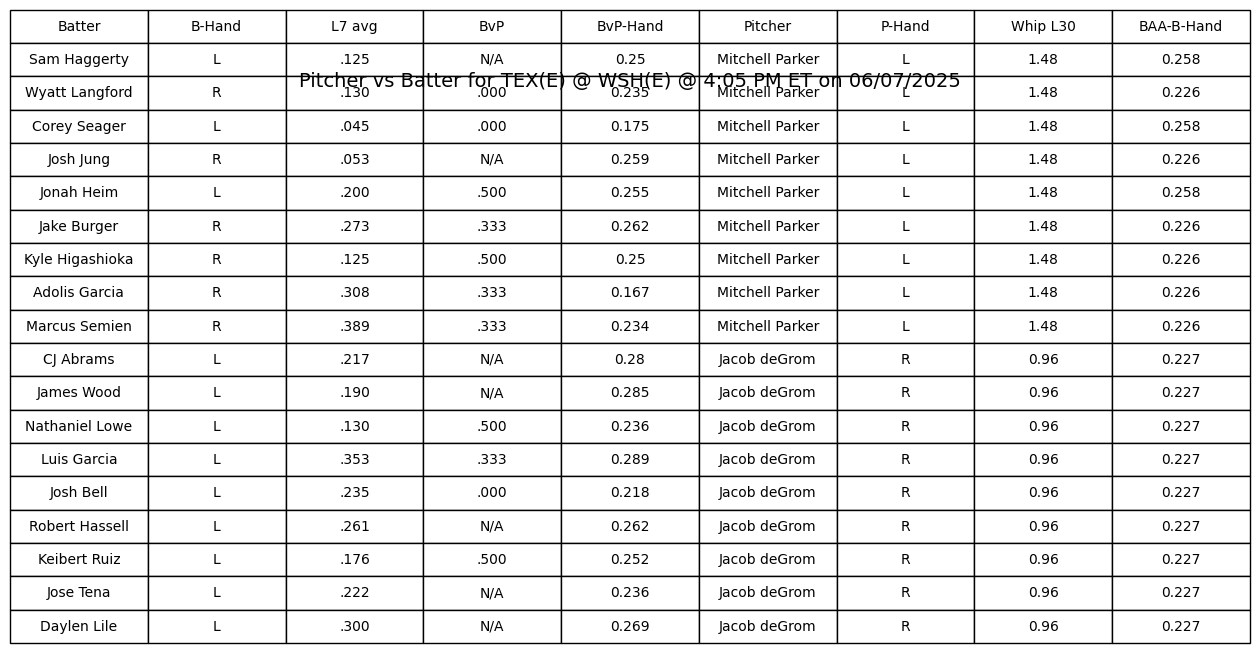 Batter B-Hand L7 avg BvP BvP-Hand Pitcher P-Hand Whip L30 BAA-B-Hand
Sam Haggerty L .125 N/A 0.25 Mitchell Parker L 1.48 0.258
Pitcher vs Batter for TEX(E) @ WSH(E) @ 4:05 PM ET on 06/07/2025
Wyatt Langford R .130 .000 0.235 Mitchell Parker L 1.48 0.226
Corey Seager L .045 .000 0.175 Mitchell Parker L 1.48 0.258
Josh Jung R .053 N/A 0.259 Mitchell Parker L 1.48 0.226
Jonah Heim L .200 .500 0.255 Mitchell Parker L 1.48 0.258
Jake Burger R .273 .333 0.262 Mitchell Parker L 1.48 0.226
Kyle Higashioka R .125 .500 0.25 Mitchell Parker L 1.48 0.226
Adolis Garcia R .308 .333 0.167 Mitchell Parker L 1.48 0.226
Marcus Semien R .389 .333 0.234 Mitchell Parker L 1.48 0.226
CJ Abrams L .217 N/A 0.28 Jacob deGrom R 0.96 0.227
James Wood L .190 N/A 0.285 Jacob deGrom R 0.96 0.227
Nathaniel Lowe L .130 .500 0.236 Jacob deGrom R 0.96 0.227
Luis Garcia L .353 .333 0.289 Jacob deGrom R 0.96 0.227
Josh Bell L .235 .000 0.218 Jacob deGrom R 0.96 0.227
Robert Hassell L .261 N/A 0.262 Jacob deGrom R 0.96 0.227
Keibert Ruiz L .176 .500 0.252 Jacob deGrom R 0.96 0.227
Jose Tena L .222 N/A 0.236 Jacob deGrom R 0.96 0.227
Daylen Lile L .300 N/A 0.269 Jacob deGrom R 0.96 0.227